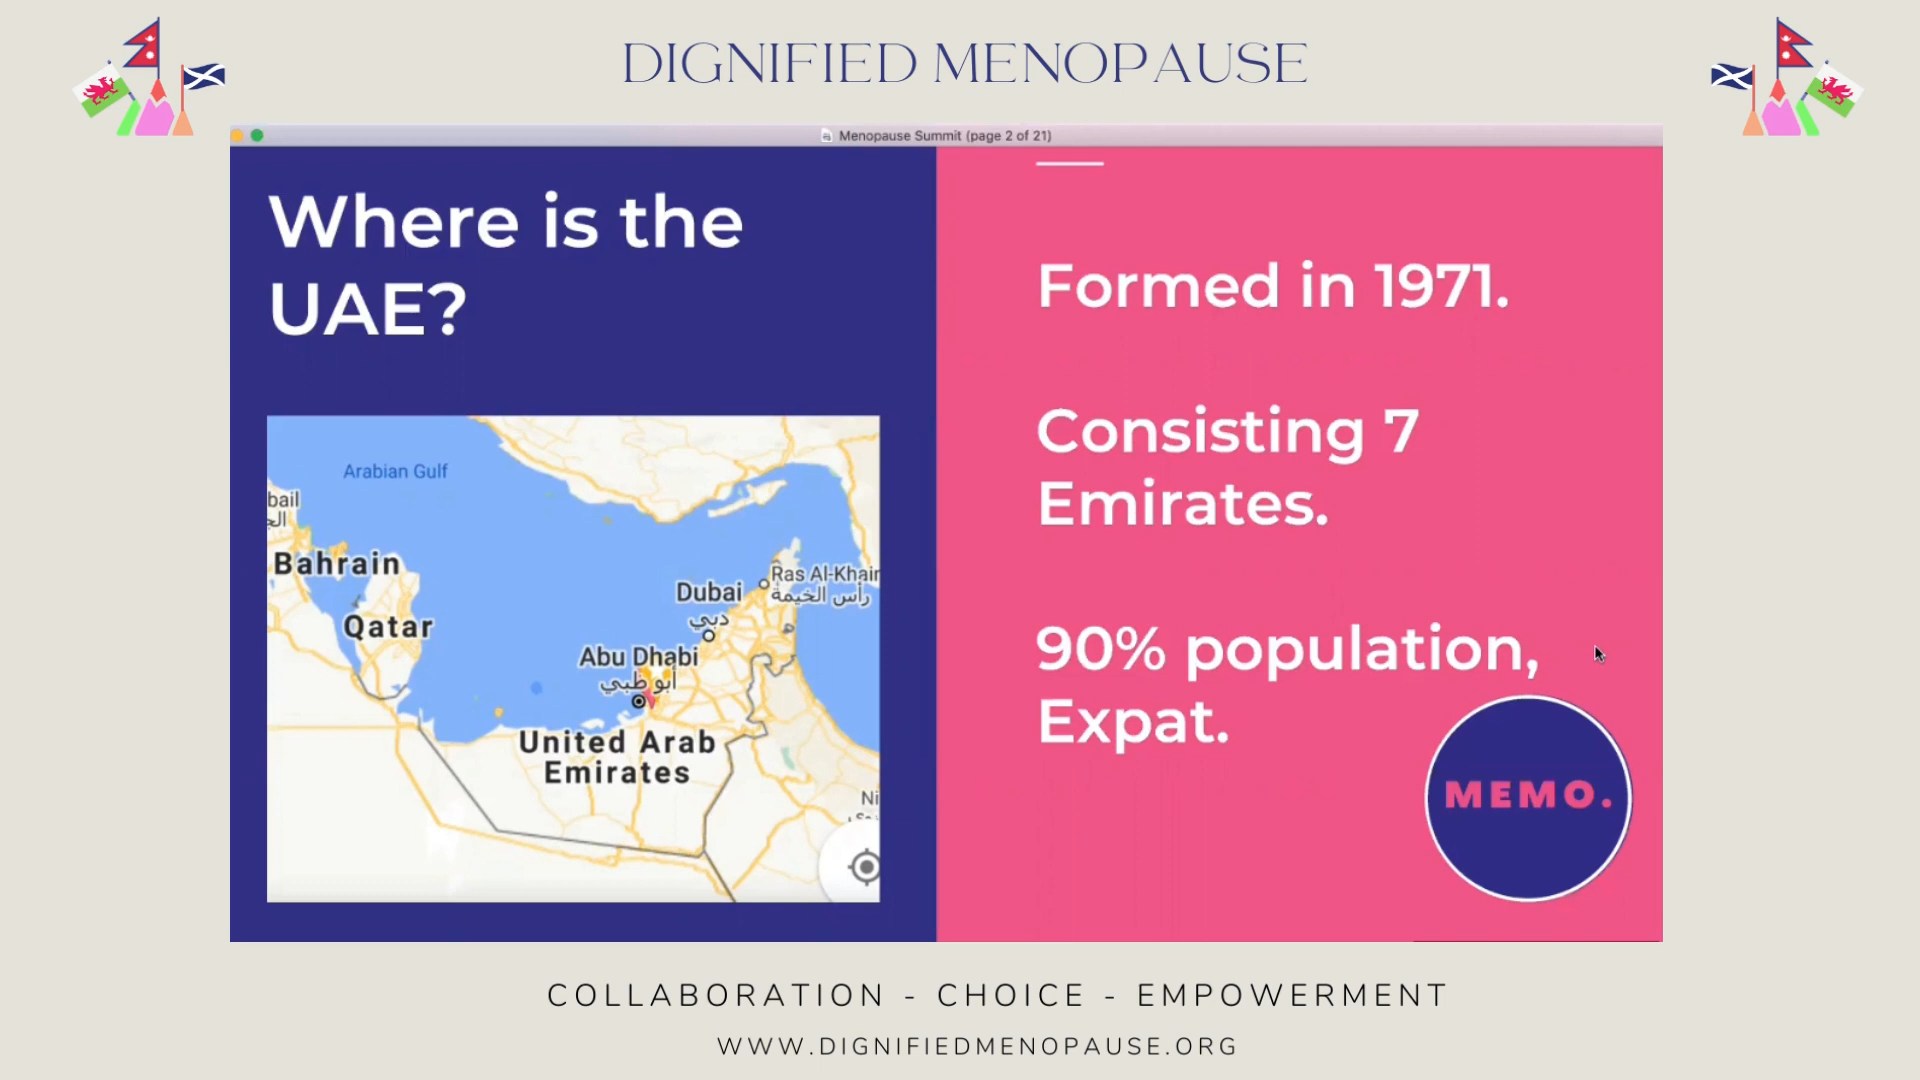 DIGNIFIED MENOPAUSE
Menopause Summit (page 2 of 21)
Where is the
UAE?
Arabian Gulf
bail
Bahrain
Qatar
Dubai
دبي
Ras Al-Khair
رأس الخيمة
Abu Dhabi
أبو ظبي
United Arab
Emirates
Ni
Formed in 1971.
Consisting 7
Emirates.
90% population,
Expat.
MEMO.
COLLABORATION - CHOICE - EMPOWERMENT
WWW.DIGNIFIEDMENOPAUSE.ORG